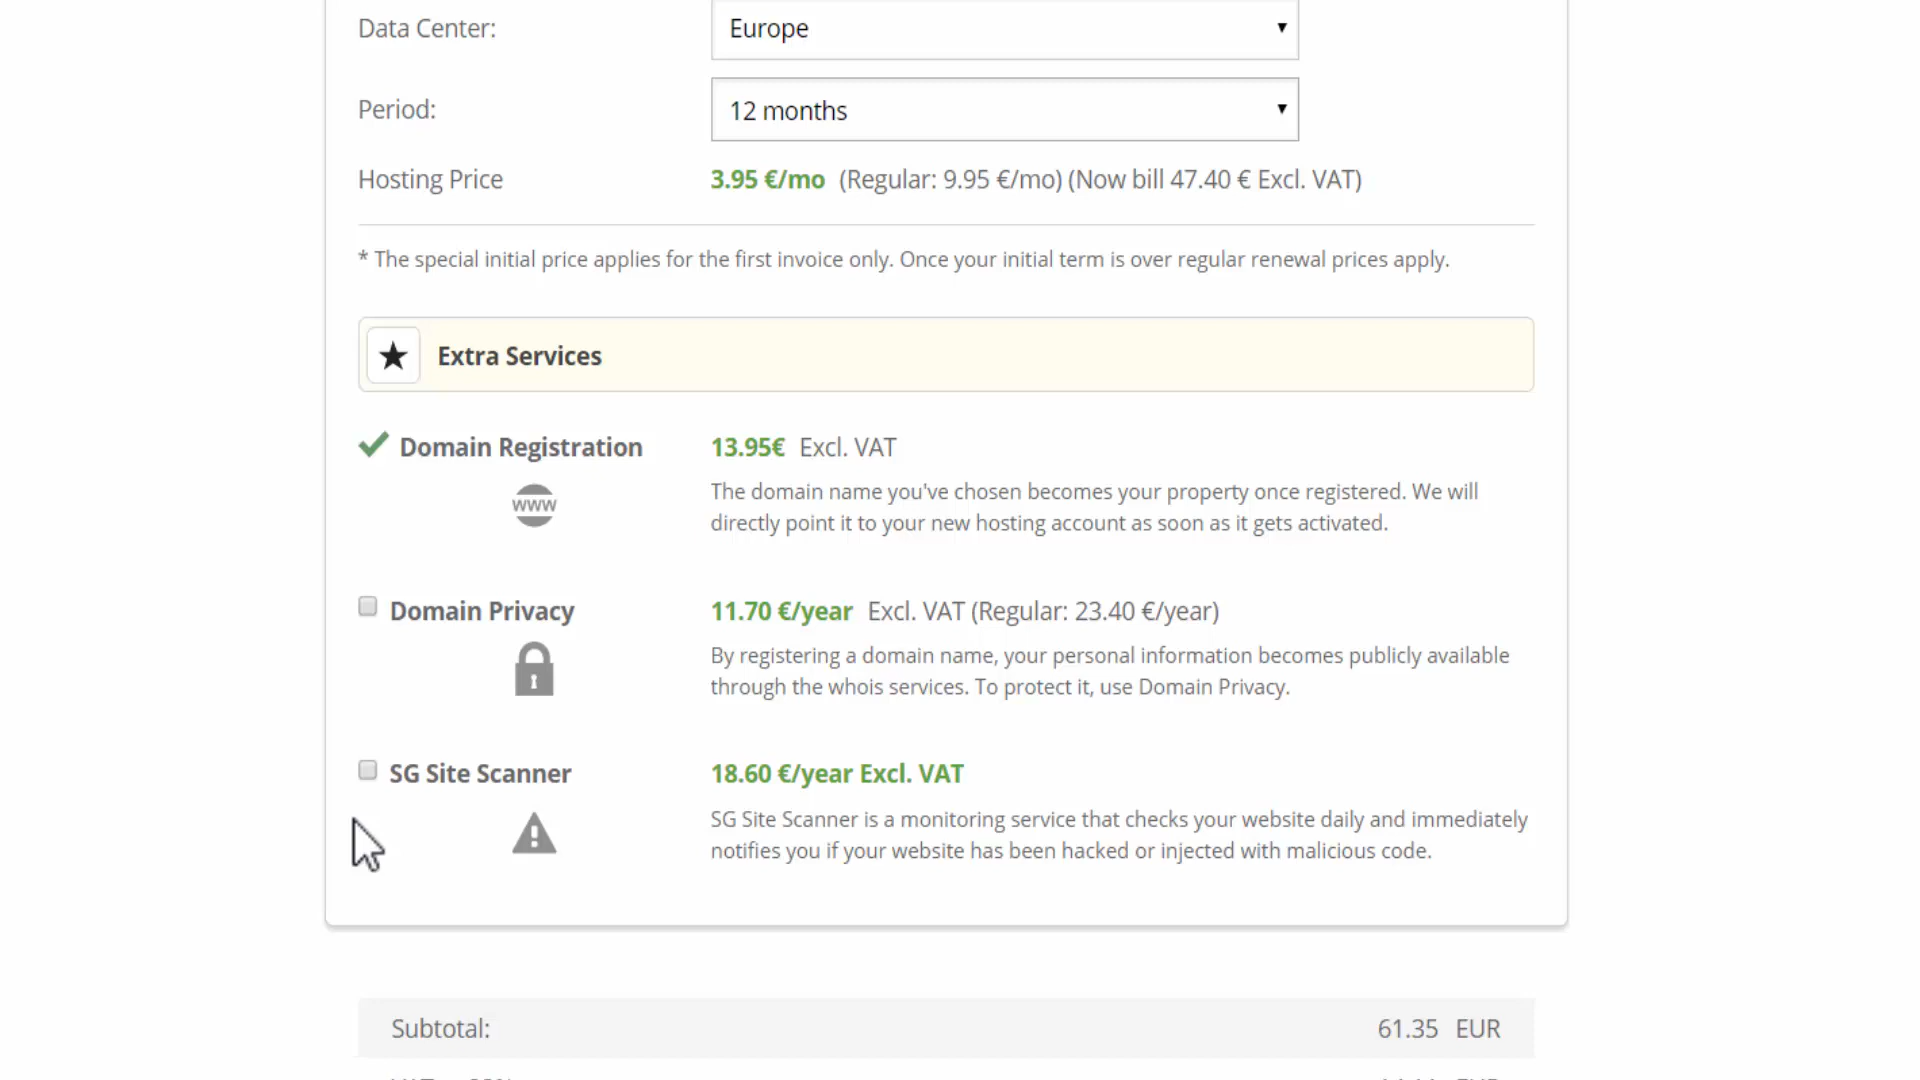 Data Center: Europe
Period: 12 months
Hosting Price 3.95 €/mo (Regular: 9.95 €/mo) (Now bill 47.40 € Excl. VAT)
* The special initial price applies for the first invoice only. Once your initial term is over regular renewal prices apply.
Extra Services
Domain Registration 13.95€ Excl. VAT
www
The domain name you've chosen becomes your property once registered. We will
directly point it to your new hosting account as soon as it gets activated.
Domain Privacy 11.70 €/year Excl. VAT (Regular: 23.40 €/year)
By registering a domain name, your personal information becomes publicly available
through the whois services. To protect it, use Domain Privacy.
SG Site Scanner 18.60 €/year Excl. VAT
SG Site Scanner is a monitoring service that checks your website daily and immediately
notifies you if your website has been hacked or injected with malicious code.
Subtotal: 61.35 EUR